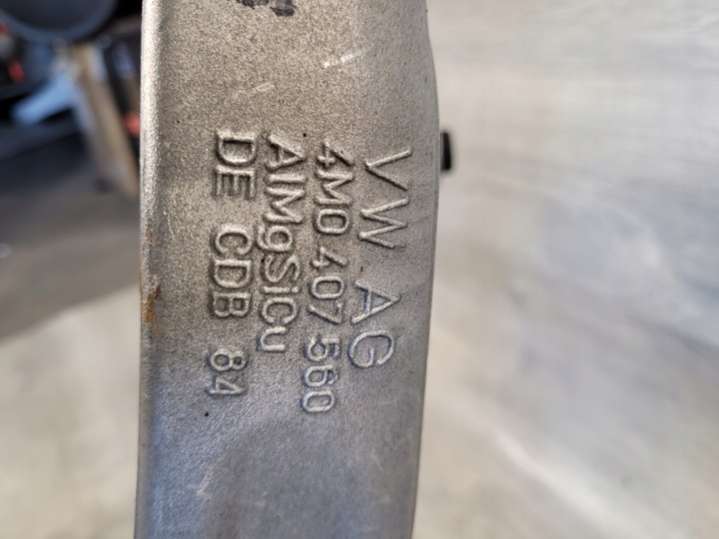 VW AG
4M0 407 560
AlMgSiCu
DE CDB 84